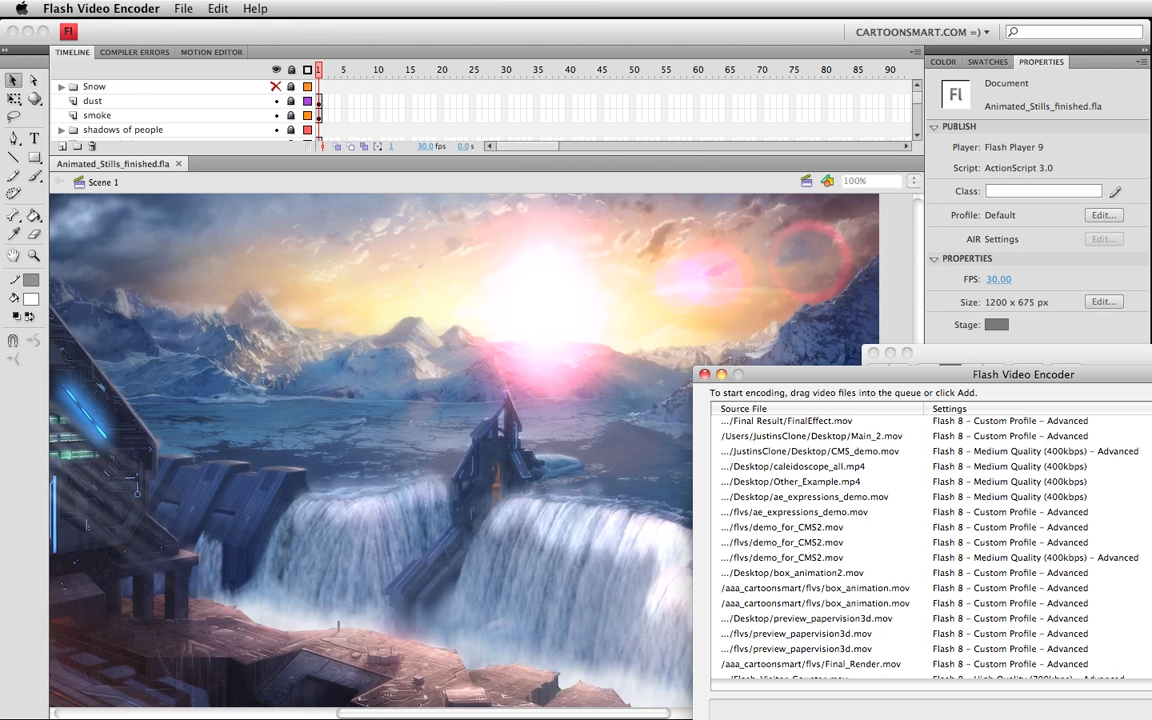 Flash Video Encoder File Edit Help
Fl
CARTOONSMART.COM =)
TIMELINE COMPILER ERRORS MOTION EDITOR
1 5 10 15 20 25 30 35 40 45 50 55 60 65 70 75 80 85 90
Snow
dust
smoke
shadows of people
1 30.0 fps 0.0 s
Animated_Stills_finished.fla
Scene 1
100%
COLOR SWATCHES PROPERTIES
Fl
Document
Animated_Stills_finished.fla
PUBLISH
Player: Flash Player 9
Script: ActionScript 3.0
Class:
Profile: Default Edit...
AIR Settings Edit...
PROPERTIES
FPS: 30.00
Size: 1200 x 675 px Edit...
Stage:
T
Flash Video Encoder
To start encoding, drag video files into the queue or click Add.
Source File Settings
.../Final Result/FinalEffect.mov Flash 8 – Custom Profile – Advanced
/Users/JustinsClone/Desktop/Main_2.mov Flash 8 – Custom Profile – Advanced
.../JustinsClone/Desktop/CMS_demo.mov Flash 8 – Medium Quality (400kbps) – Advanced
.../Desktop/caleidoscope_all.mp4 Flash 8 – Medium Quality (400kbps)
.../Desktop/Other_Example.mp4 Flash 8 – Medium Quality (400kbps)
.../Desktop/ae_expressions_demo.mov Flash 8 – Medium Quality (400kbps)
.../flvs/ae_expressions_demo.mov Flash 8 – Custom Profile – Advanced
.../flvs/demo_for_CMS2.mov Flash 8 – Custom Profile – Advanced
.../flvs/demo_for_CMS2.mov Flash 8 – Custom Profile – Advanced
.../flvs/demo_for_CMS2.mov Flash 8 – Medium Quality (400kbps) – Advanced
.../Desktop/box_animation2.mov Flash 8 – Custom Profile – Advanced
/aaa_cartoonsmart/flvs/box_animation.mov Flash 8 – Custom Profile – Advanced
/aaa_cartoonsmart/flvs/box_animation.mov Flash 8 – Custom Profile – Advanced
.../Desktop/preview_papervision3d.mov Flash 8 – Custom Profile – Advanced
.../flvs/preview_papervision3d.mov Flash 8 – Custom Profile – Advanced
.../flvs/preview_papervision3d.mov Flash 8 – Custom Profile – Advanced
/aaa_cartoonsmart/flvs/Final_Render.mov Flash 8 – Custom Profile – Advanced